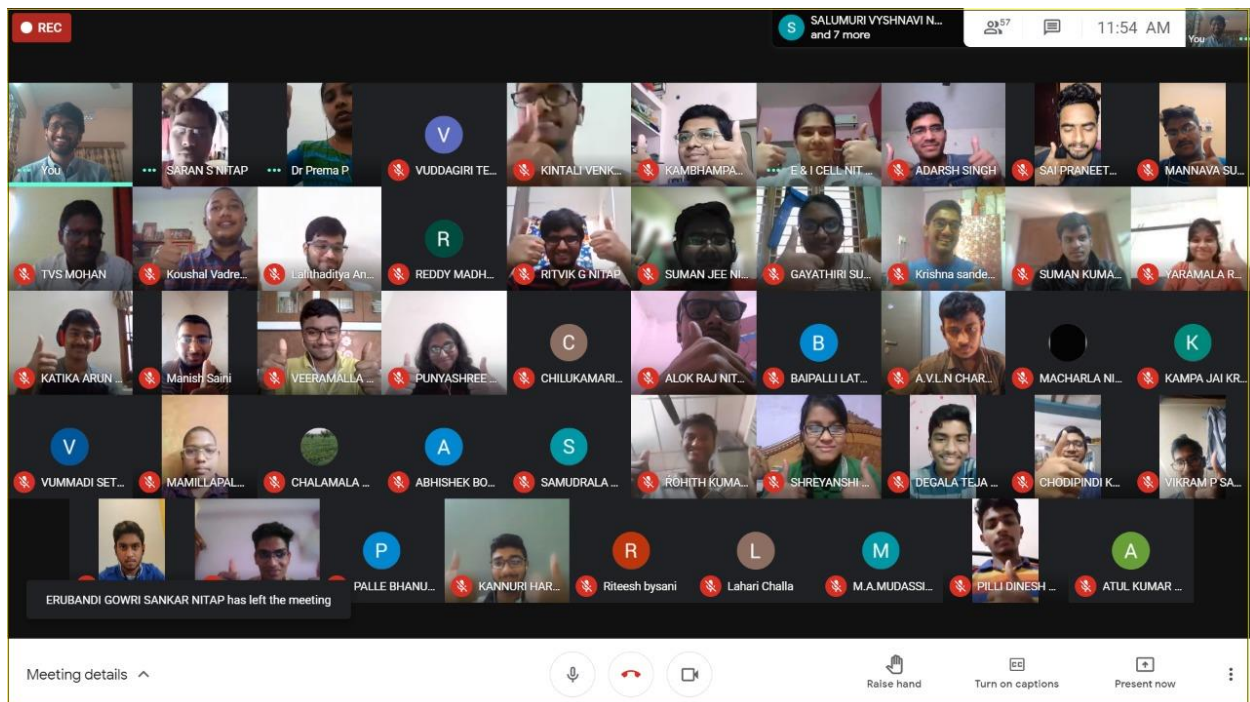 REC
S SALUMURI VYSHNAVI N...
and 7 more
57
11:54 AM
You
You
SARAN S NITAP
Dr Prema P
V
VUDDAGIRI TE...
KINTALI VENK...
KAMBHAMPA...
E & I CELL NIT ...
ADARSH SINGH
SAI PRANEET...
MANNAVA SU...
TVS MOHAN
Koushal Vadre...
Lalithaditya An...
R
REDDY MADH...
RITVIK G NITAP
SUMAN JEE NI...
GAYATHIRI SU...
Krishna sande...
SUMAN KUMA...
YARAMALA R...
KATIKA ARUN ...
Manish Saini
VEERAMALLA ...
PUNYASHREE ...
C
CHILUKAMARI...
ALOK RAJ NIT...
B
BAIPALLI LAT...
A.V.L.N CHAR...
MACHARLA NI...
K
KAMPA JAI KR...
V
VUMMADI SET...
MAMILLAPAL...
CHALAMALA ...
A
ABHISHEK BO...
S
SAMUDRALA ...
ROHITH KUMA...
SHREYANSHI ...
DEGALA TEJA ...
CHODIPINDI K...
VIKRAM P SA...
P
PALLE BHANU...
KANNURI HAR...
R
Riteesh bysani
L
Lahari Challa
M
M.A.MUDASSI...
PILLI DINESH ...
A
ATUL KUMAR ...
ERUBANDI GOWRI SANKAR NITAP has left the meeting
Meeting details
Raise hand
CC
Turn on captions
Present now